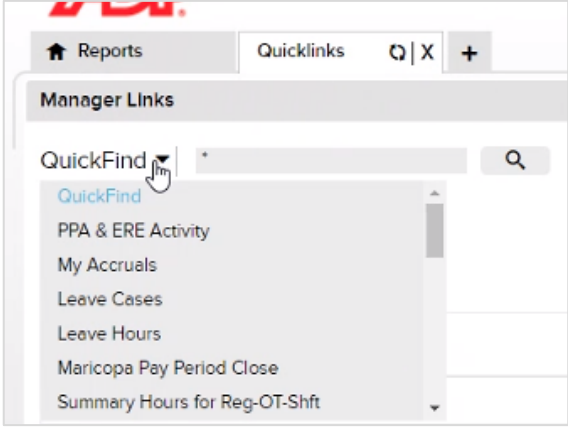 Reports
Quicklinks X +
Manager Links
QuickFind *
QuickFind
PPA & ERE Activity
My Accruals
Leave Cases
Leave Hours
Maricopa Pay Period Close
Summary Hours for Reg-OT-Shft